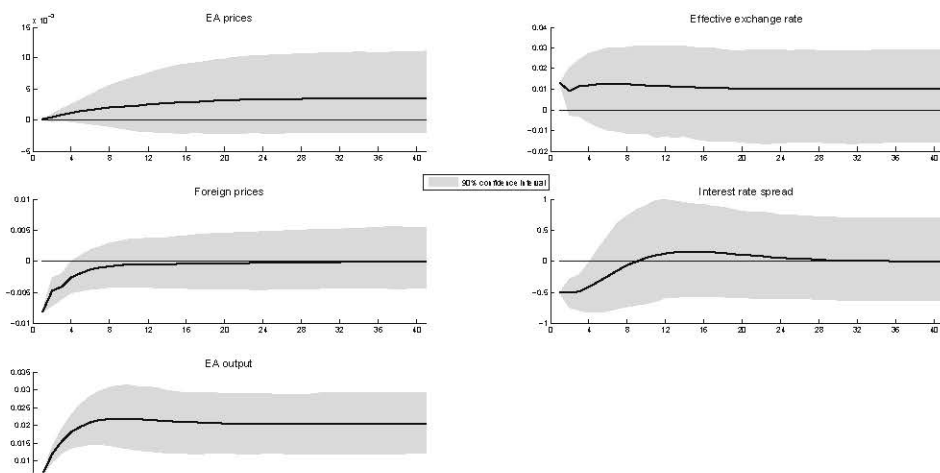 EA prices
x 10⁻³
15
10
5
0
−5
0 4 8 12 16 20 24 28 32 36 40
Effective exchange rate
0.04
0.03
0.02
0.01
0
−0.01
−0.02
0 4 8 12 16 20 24 28 32 36 40
90% confidence interval
Foreign prices
0.01
0.005
0
−0.005
−0.01
0 4 8 12 16 20 24 28 32 36 40
Interest rate spread
1
0.5
0
−0.5
−1
0 4 8 12 16 20 24 28 32 36 40
EA output
0.035
0.03
0.025
0.02
0.015
0.01